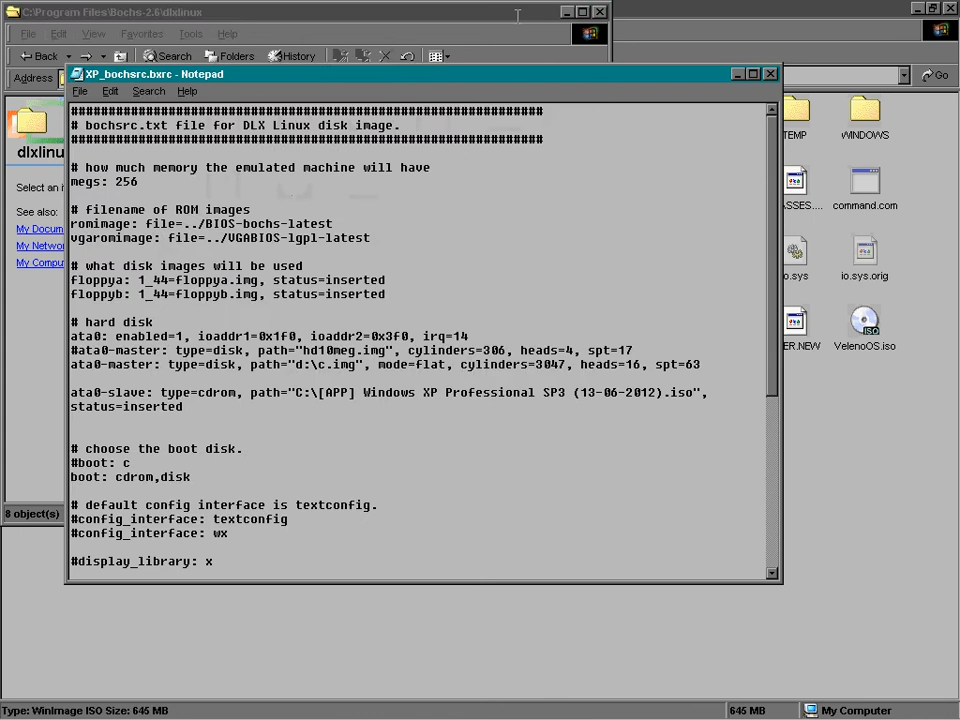 C:\Program Files\Bochs-2.6\dlxlinux
File Edit View Favorites Tools Help
Back Search Folders History
Address
Go
XP_bochsrc.bxrc - Notepad
File Edit Search Help
###############################################################
# bochsrc.txt file for DLX Linux disk image.
###############################################################
# how much memory the emulated machine will have
megs: 256
# filename of ROM images
romimage: file=../BIOS-bochs-latest
vgaromimage: file=../VGABIOS-lgpl-latest
# what disk images will be used
floppya: 1_44=floppya.img, status=inserted
floppyb: 1_44=floppyb.img, status=inserted
# hard disk
ata0: enabled=1, ioaddr1=0x1f0, ioaddr2=0x3f0, irq=14
#ata0-master: type=disk, path="hd10meg.img", cylinders=306, heads=4, spt=17
ata0-master: type=disk, path="d:\c.img", mode=flat, cylinders=3047, heads=16, spt=63
ata0-slave: type=cdrom, path="C:\[APP] Windows XP Professional SP3 (13-06-2012).iso",
status=inserted
# choose the boot disk.
#boot: c
boot: cdrom,disk
# default config interface is textconfig.
#config_interface: textconfig
#config_interface: wx
#display_library: x
dlxlinux
Select an it
See also:
My Docum
My Netwo
My Compu
8 object(s)
TEMP WINDOWS
ASSES.... command.com
o.sys io.sys.orig
ER.NEW VelenoOS.iso
ISO
Type: WinImage ISO Size: 645 MB 645 MB My Computer